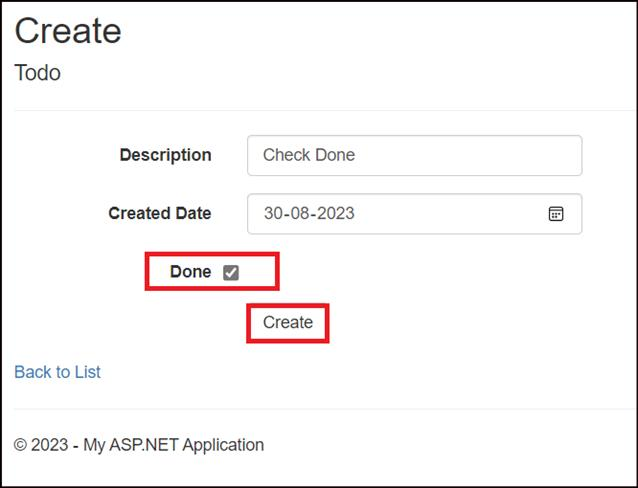 Create
Todo
Description Check Done
Created Date 30-08-2023
Done
Create
Back to List
© 2023 - My ASP.NET Application